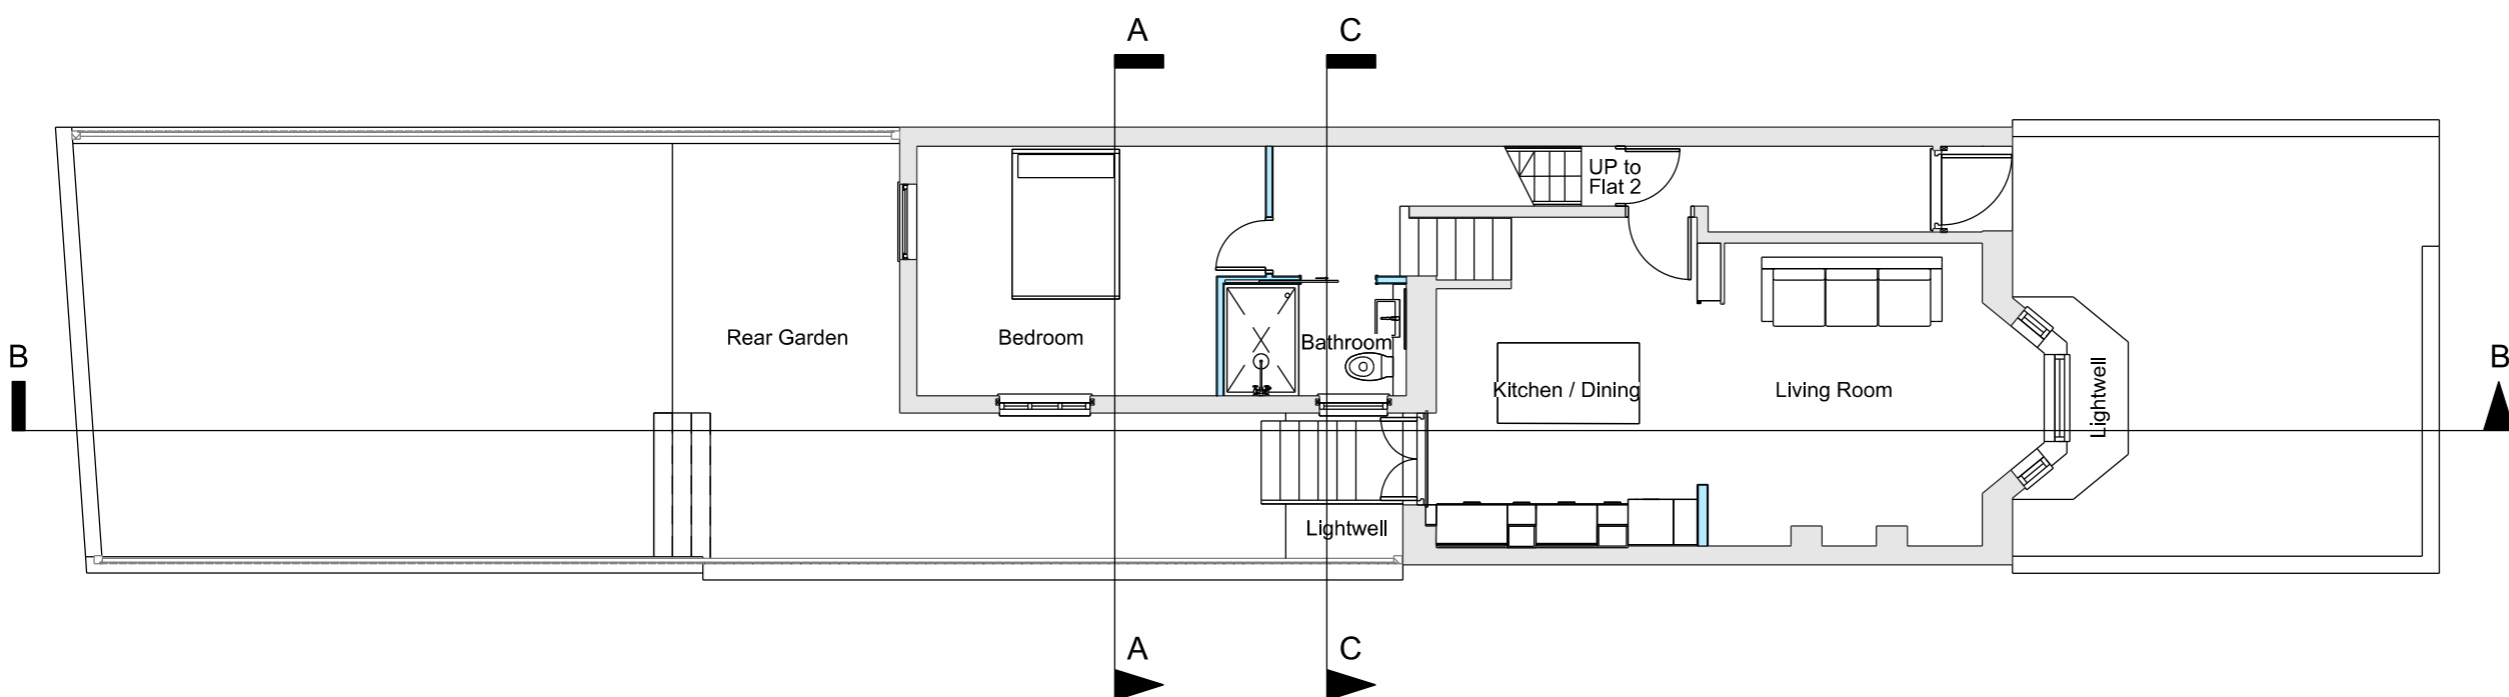 A
C
UP to
Flat 2
Rear Garden
Bedroom
Bathroom
B
B
Kitchen / Dining
Living Room
Lightwell
Lightwell
A
C